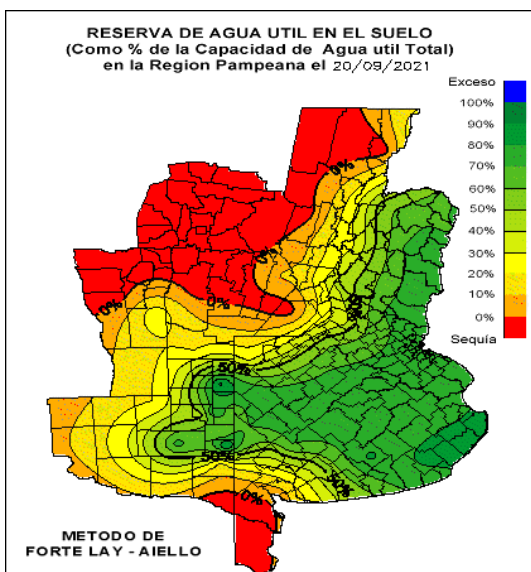 RESERVA DE AGUA UTIL EN EL SUELO
(Como % de la Capacidad de Agua util Total)
en la Region Pampeana el 20/09/2021
Exceso
100%
90%
80%
70%
60%
50%
40%
30%
20%
10%
0%
Sequía
0%
0%
0%
0%
50%
50%
50%
50%
0%
METODO DE
FORTE LAY - AIELLO